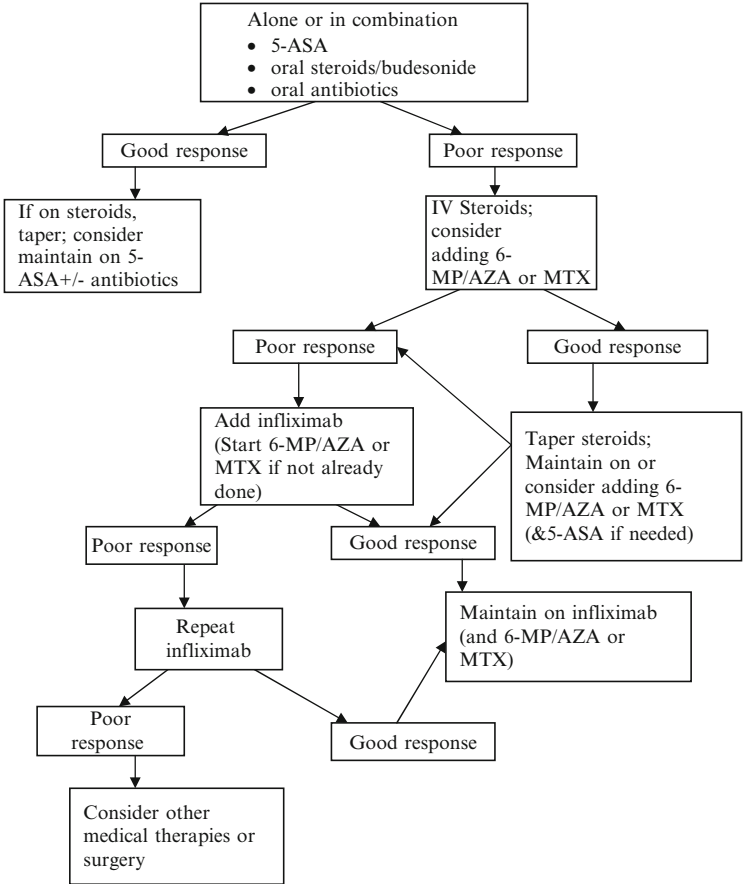 Alone or in combination
• 5-ASA
• oral steroids/budesonide
• oral antibiotics
Good response
Poor response
If on steroids,
taper; consider
maintain on 5-
ASA+/- antibiotics
IV Steroids;
consider
adding 6-
MP/AZA or MTX
Poor response
Good response
Add infliximab
(Start 6-MP/AZA or
MTX if not already
done)
Taper steroids;
Maintain on or
consider adding 6-
MP/AZA or MTX
(&5-ASA if needed)
Poor response
Good response
Repeat
infliximab
Maintain on infliximab
(and 6-MP/AZA or
MTX)
Poor
response
Good response
Consider other
medical therapies or
surgery